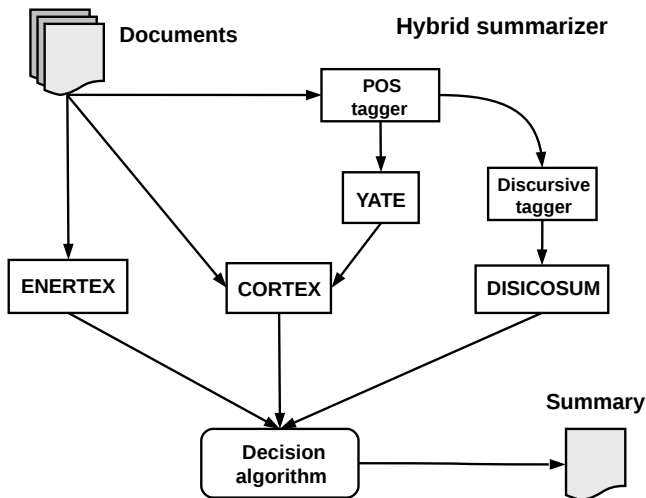 Documents
Hybrid summarizer
POS
tagger
YATE
Discursive
tagger
ENERTEX
CORTEX
DISICOSUM
Summary
Decision
algorithm